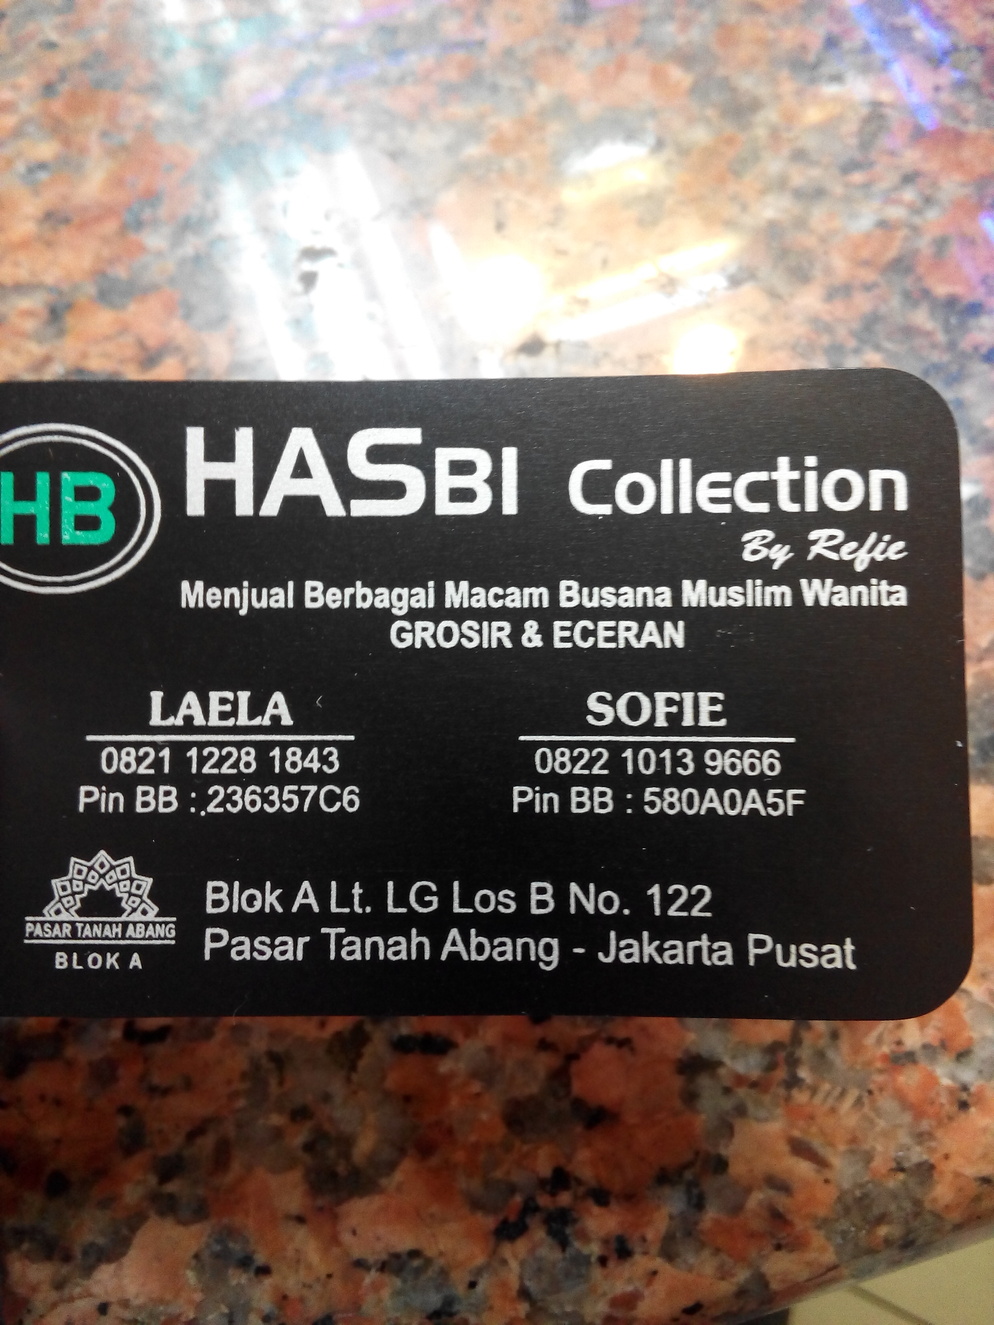 HB
HASBI Collection
By Refie
Menjual Berbagai Macam Busana Muslim Wanita
GROSIR & ECERAN
LAELA
0821 1228 1843
Pin BB : 236357C6
SOFIE
0822 1013 9666
Pin BB : 580A0A5F
PASAR TANAH ABANG
BLOK A
Blok A Lt. LG Los B No. 122
Pasar Tanah Abang - Jakarta Pusat